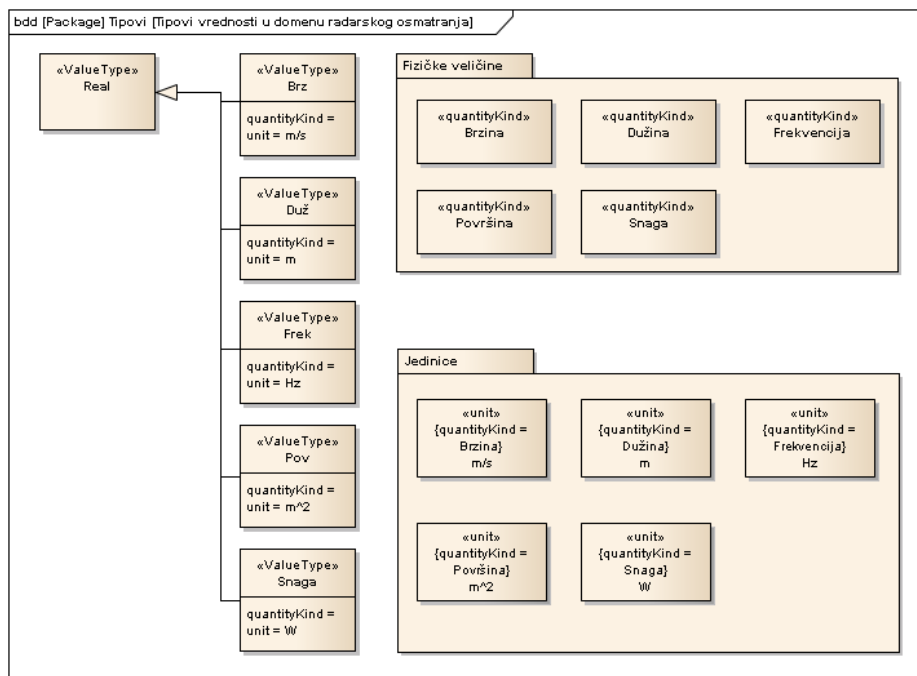 bdd [Package] Tipovi [Tipovi vrednosti u domenu radarskog osmatranja]
«ValueType»
Real
«ValueType»
Brz
quantityKind =
unit = m/s
«ValueType»
Duž
quantityKind =
unit = m
«ValueType»
Frek
quantityKind =
unit = Hz
«ValueType»
Pov
quantityKind =
unit = m^2
«ValueType»
Snaga
quantityKind =
unit = W
Fizičke veličine
«quantityKind»
Brzina
«quantityKind»
Dužina
«quantityKind»
Frekvencija
«quantityKind»
Površina
«quantityKind»
Snaga
Jedinice
«unit»
{quantityKind =
Brzina}
m/s
«unit»
{quantityKind =
Dužina}
m
«unit»
{quantityKind =
Frekvencija}
Hz
«unit»
{quantityKind =
Površina}
m^2
«unit»
{quantityKind =
Snaga}
W